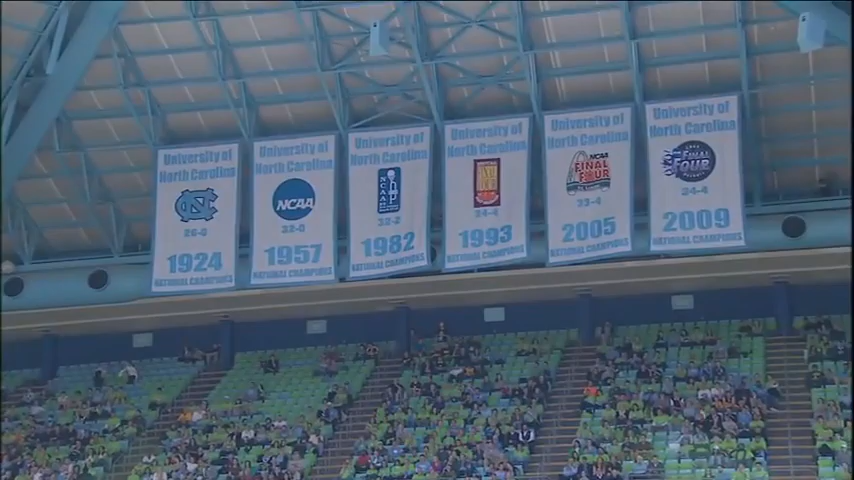 University of
North Carolina
26-0
1924
NATIONAL CHAMPIONS
University of
North Carolina
NCAA
32-0
1957
NATIONAL CHAMPIONS
University of
North Carolina
NCAA
32-2
1982
NATIONAL CHAMPIONS
University of
North Carolina
1993
NATIONAL CHAMPIONS
University of
North Carolina
NCAA
FINAL
FOUR
33-4
2005
NATIONAL CHAMPIONS
University of
North Carolina
FINAL
FOUR
34-4
2009
NATIONAL CHAMPIONS